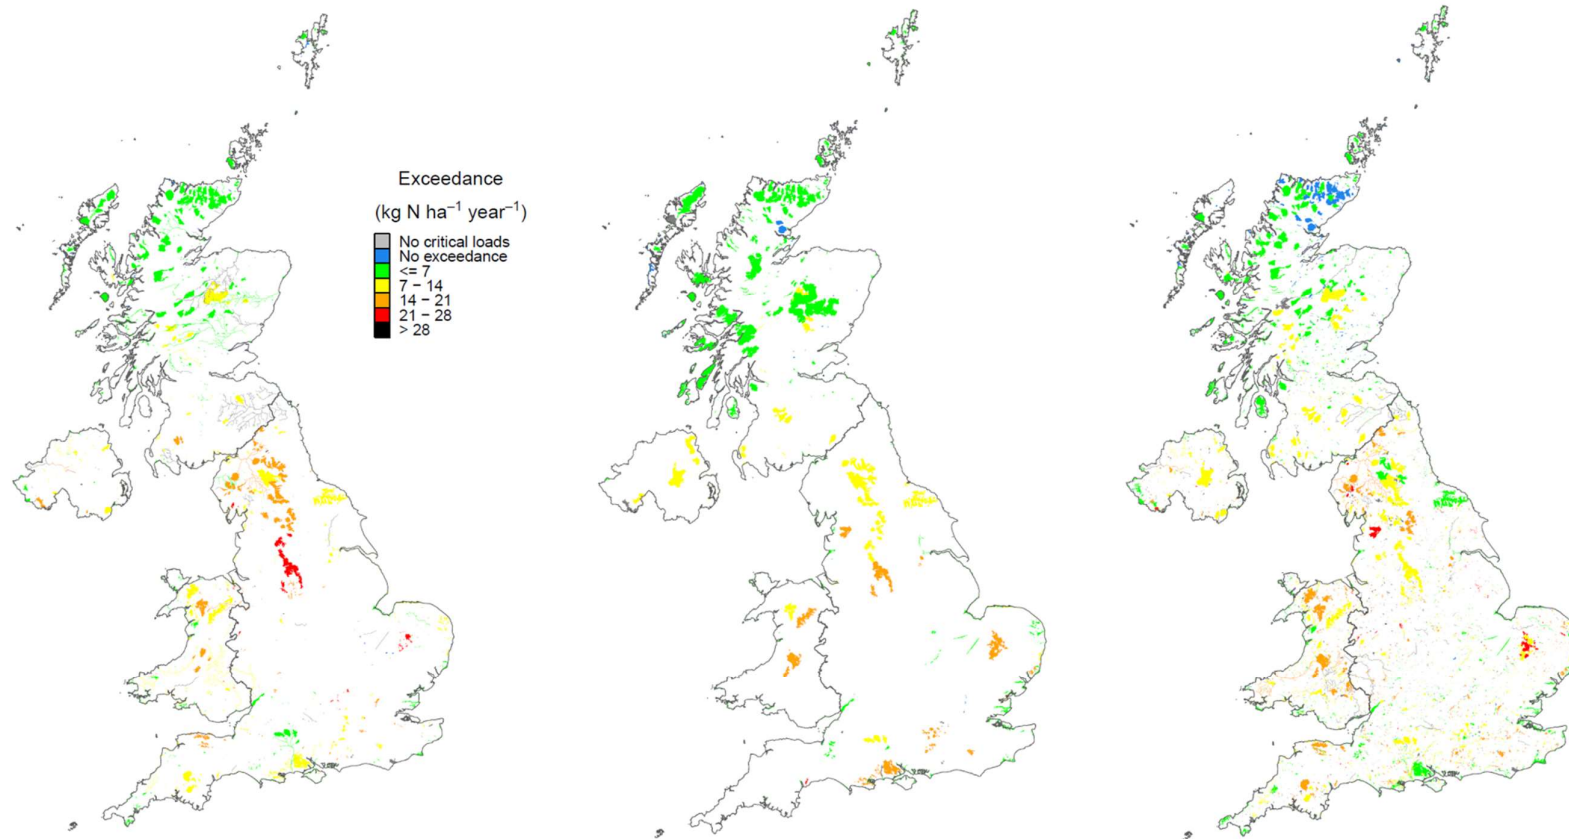 Exceedance
(kg N ha⁻¹ year⁻¹)
No critical loads
No exceedance
<= 7
7 – 14
14 – 21
21 – 28
> 28